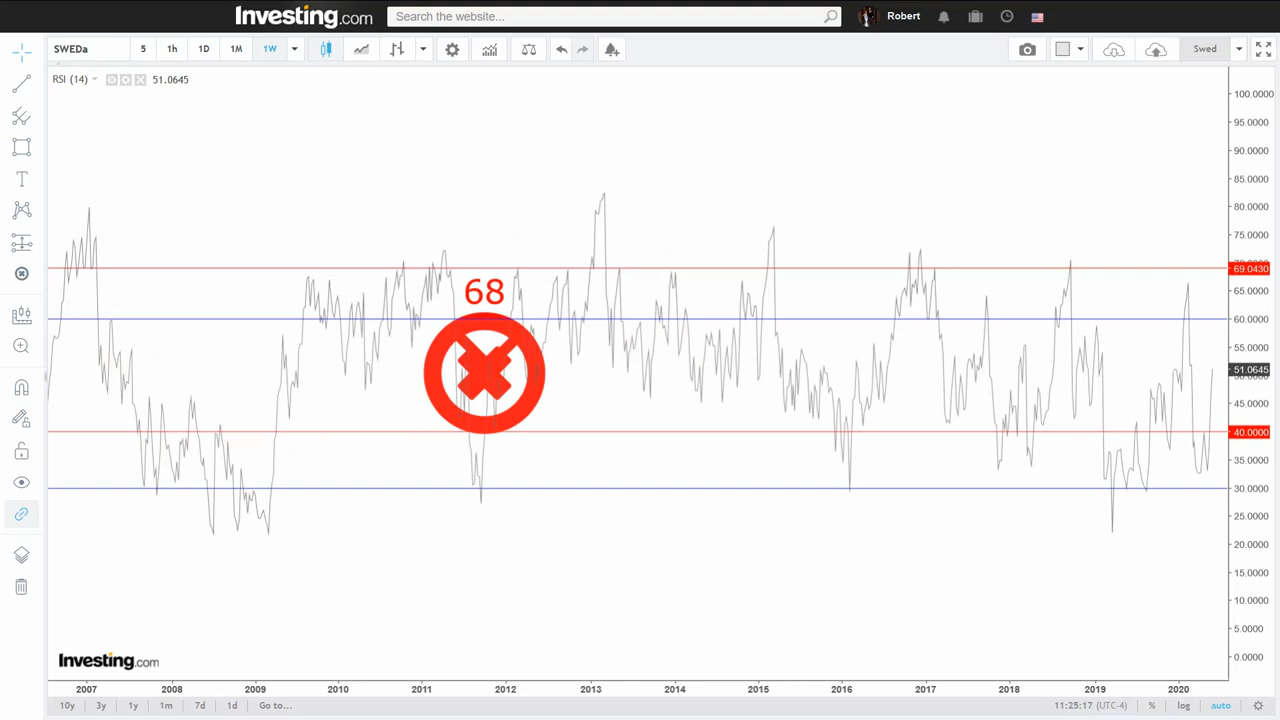 Investing.com
Search the website...
Robert
SWEDa
5
1h
1D
1M
1W
Swed
RSI (14)
51.0645
100.0000
95.0000
90.0000
85.0000
80.0000
75.0000
69.0430
65.0000
60.0000
55.0000
51.0645
45.0000
40.0000
35.0000
30.0000
25.0000
20.0000
15.0000
10.0000
5.0000
0.0000
68
Investing.com
2007
2008
2009
2010
2011
2012
2013
2014
2015
2016
2017
2018
2019
2020
10y
3y
1y
1m
7d
1d
Go to...
11:25:17 (UTC-4)
%
log
auto